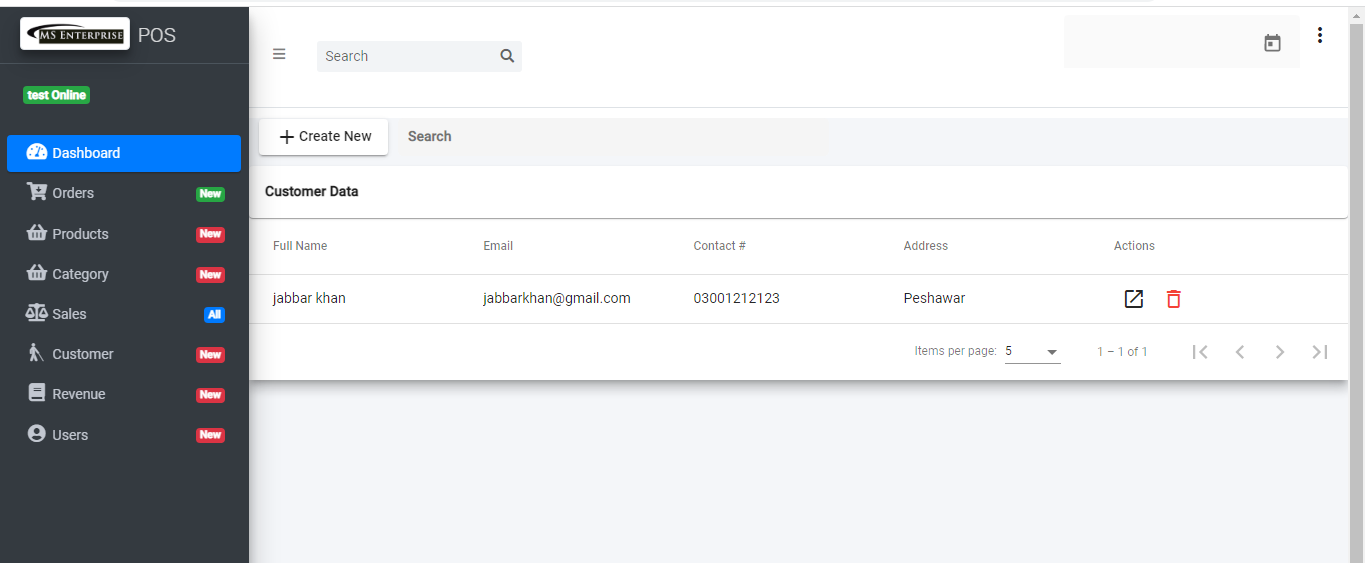 MS ENTERPRISE POS
Search
test Online
Create New Search
Dashboard
Orders New
Products New
Category New
Sales All
Customer New
Revenue New
Users New
Customer Data
Full Name Email Contact # Address Actions
jabbar khan jabbarkhan@gmail.com 03001212123 Peshawar
Items per page: 5 1 – 1 of 1